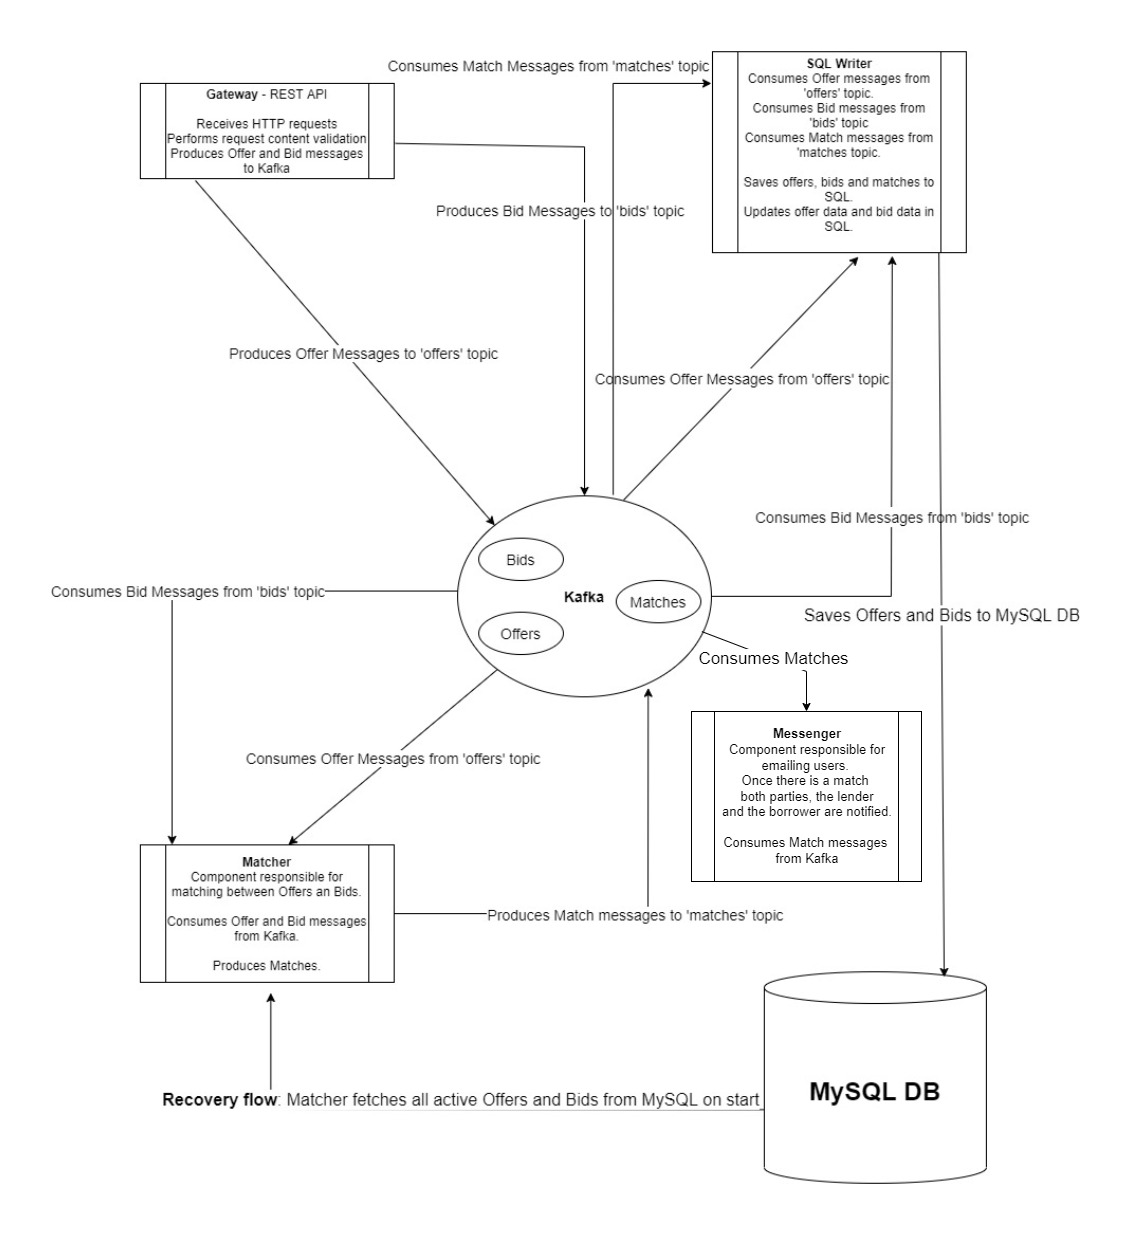 Consumes Match Messages from 'matches' topic
Gateway - REST API
Receives HTTP requests
Performs request content validation
Produces Offer and Bid messages
to Kafka
SQL Writer
Consumes Offer messages from
'offers' topic.
Consumes Bid messages from
'bids' topic
Consumes Match messages from
'matches topic.
Saves offers, bids and matches to
SQL.
Updates offer data and bid data in
SQL.
Produces Bid Messages to 'bids' topic
Produces Offer Messages to 'offers' topic
Consumes Offer Messages from 'offers' topic
Consumes Bid Messages from 'bids' topic
Bids
Kafka
Matches
Offers
Consumes Bid Messages from 'bids' topic
Saves Offers and Bids to MySQL DB
Consumes Matches
Messenger
Component responsible for
emailing users.
Once there is a match
both parties, the lender
and the borrower are notified.
Consumes Match messages
from Kafka
Consumes Offer Messages from 'offers' topic
Matcher
Component responsible for
matching between Offers an Bids.
Consumes Offer and Bid messages
from Kafka.
Produces Matches.
Produces Match messages to 'matches' topic
Recovery flow: Matcher fetches all active Offers and Bids from MySQL on start
MySQL DB